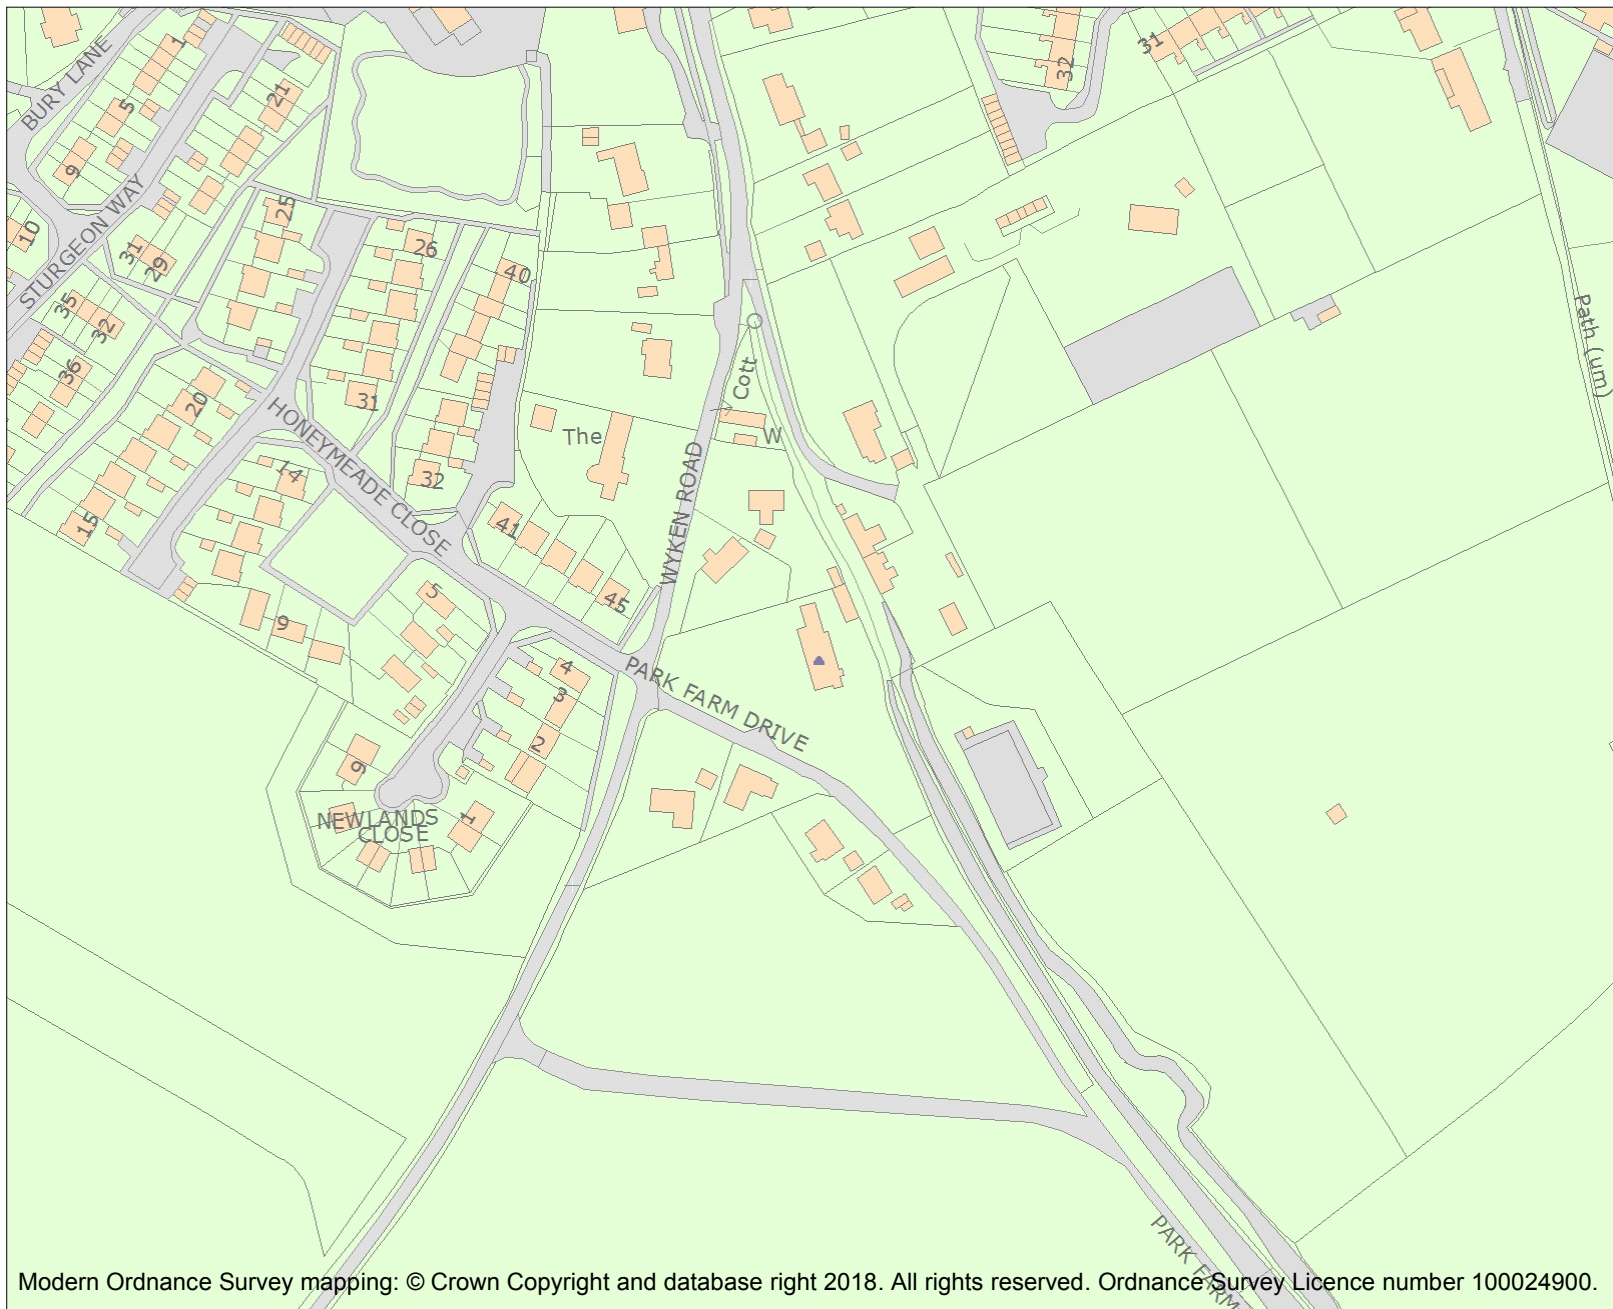 1
BURY LANE
5
21
9
32
31
STURGEON WAY
10
25
31
29
26
40
35
32
36
Path (um)
Cott
20
31
HONEYMEADE CLOSE
The
W
14
32
15
41
WYKEN ROAD
5
45
9
4
3
PARK FARM DRIVE
2
9
1
NEWLANDS
CLOSE
PARK FARM
Modern Ordnance Survey mapping: © Crown Copyright and database right 2018. All rights reserved. Ordnance Survey Licence number 100024900.